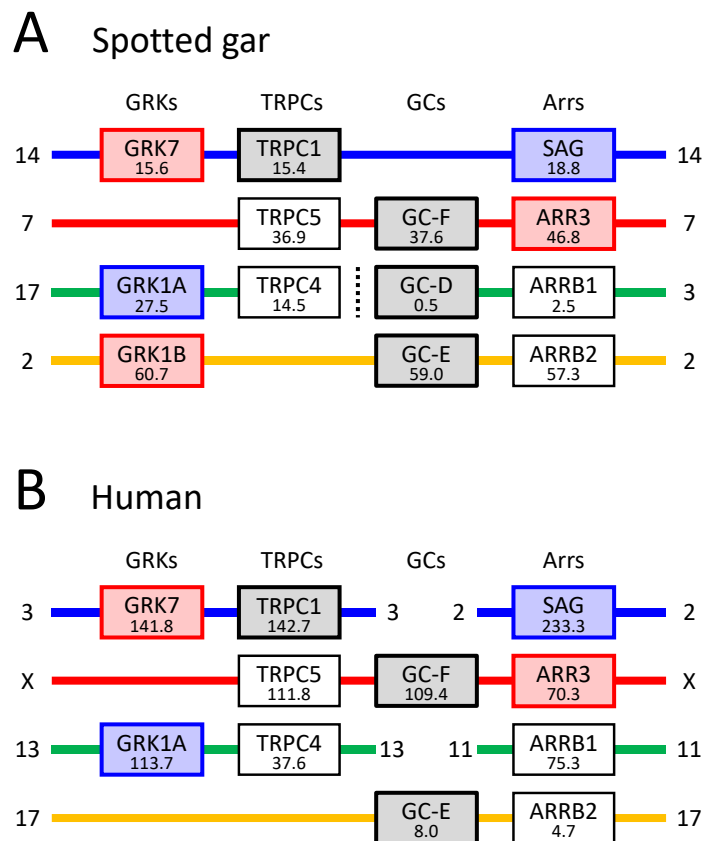 A Spotted gar
GRKs TRPCs GCs Arrs
14 GRK7 TRPC1 SAG 14
15.6 15.4 18.8
7 TRPC5 GC-F ARR3 7
36.9 37.6 46.8
17 GRK1A TRPC4 GC-D ARRB1 3
27.5 14.5 0.5 2.5
2 GRK1B GC-E ARRB2 2
60.7 59.0 57.3
B Human
GRKs TRPCs GCs Arrs
3 GRK7 TRPC1 3 2 SAG 2
141.8 142.7 233.3
X TRPC5 GC-F ARR3 X
111.8 109.4 70.3
13 GRK1A TRPC4 13 11 ARRB1 11
113.7 37.6 75.3
17 GC-E ARRB2 17
8.0 4.7